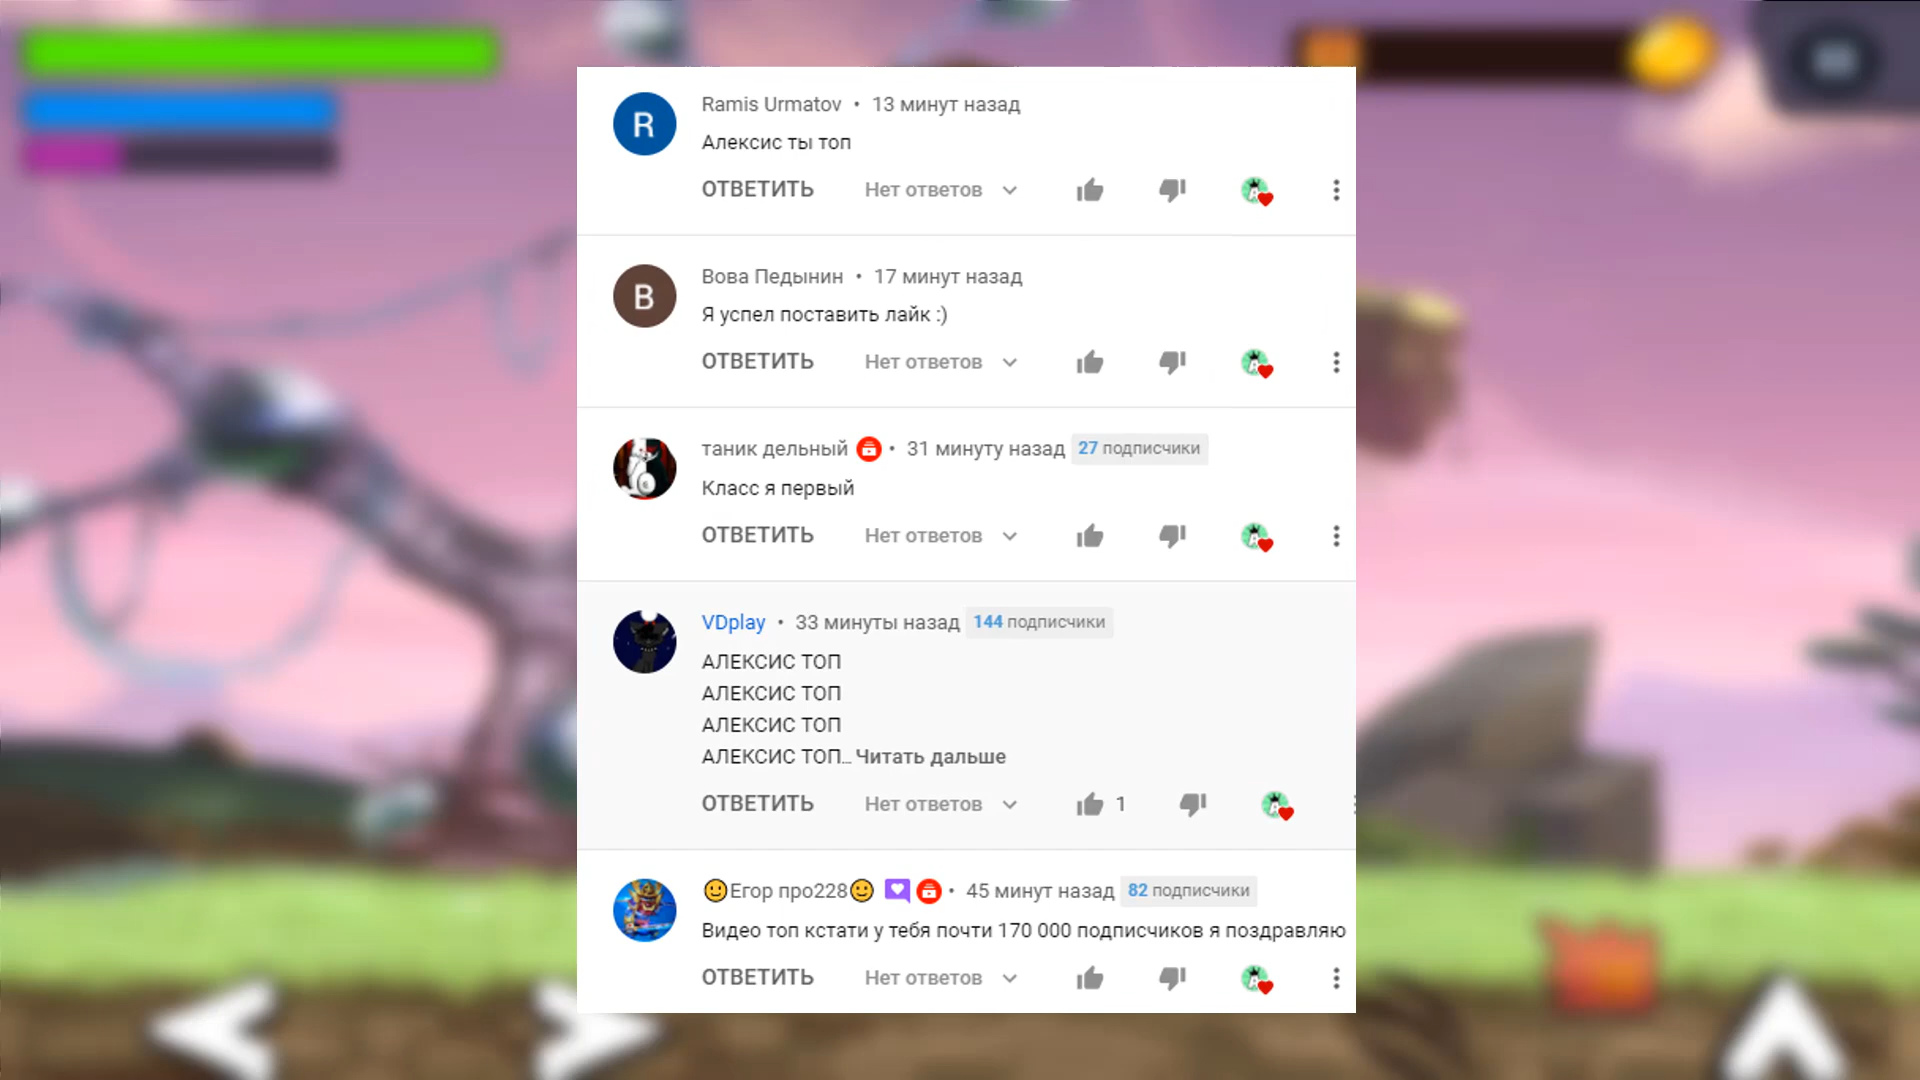 R
Ramis Urmatov • 13 минут назад
Алексис ты топ
ОТВЕТИТЬ Нет ответов
В
Вова Педынин • 17 минут назад
Я успел поставить лайк :)
ОТВЕТИТЬ Нет ответов
таник дельный • 31 минуту назад 27 подписчики
Класс я первый
ОТВЕТИТЬ Нет ответов
VDplay • 33 минуты назад 144 подписчики
АЛЕКСИС ТОП
АЛЕКСИС ТОП
АЛЕКСИС ТОП
АЛЕКСИС ТОП... Читать дальше
ОТВЕТИТЬ Нет ответов 1
Егор про228 • 45 минут назад 82 подписчики
Видео топ кстати у тебя почти 170 000 подписчиков я поздравляю
ОТВЕТИТЬ Нет ответов